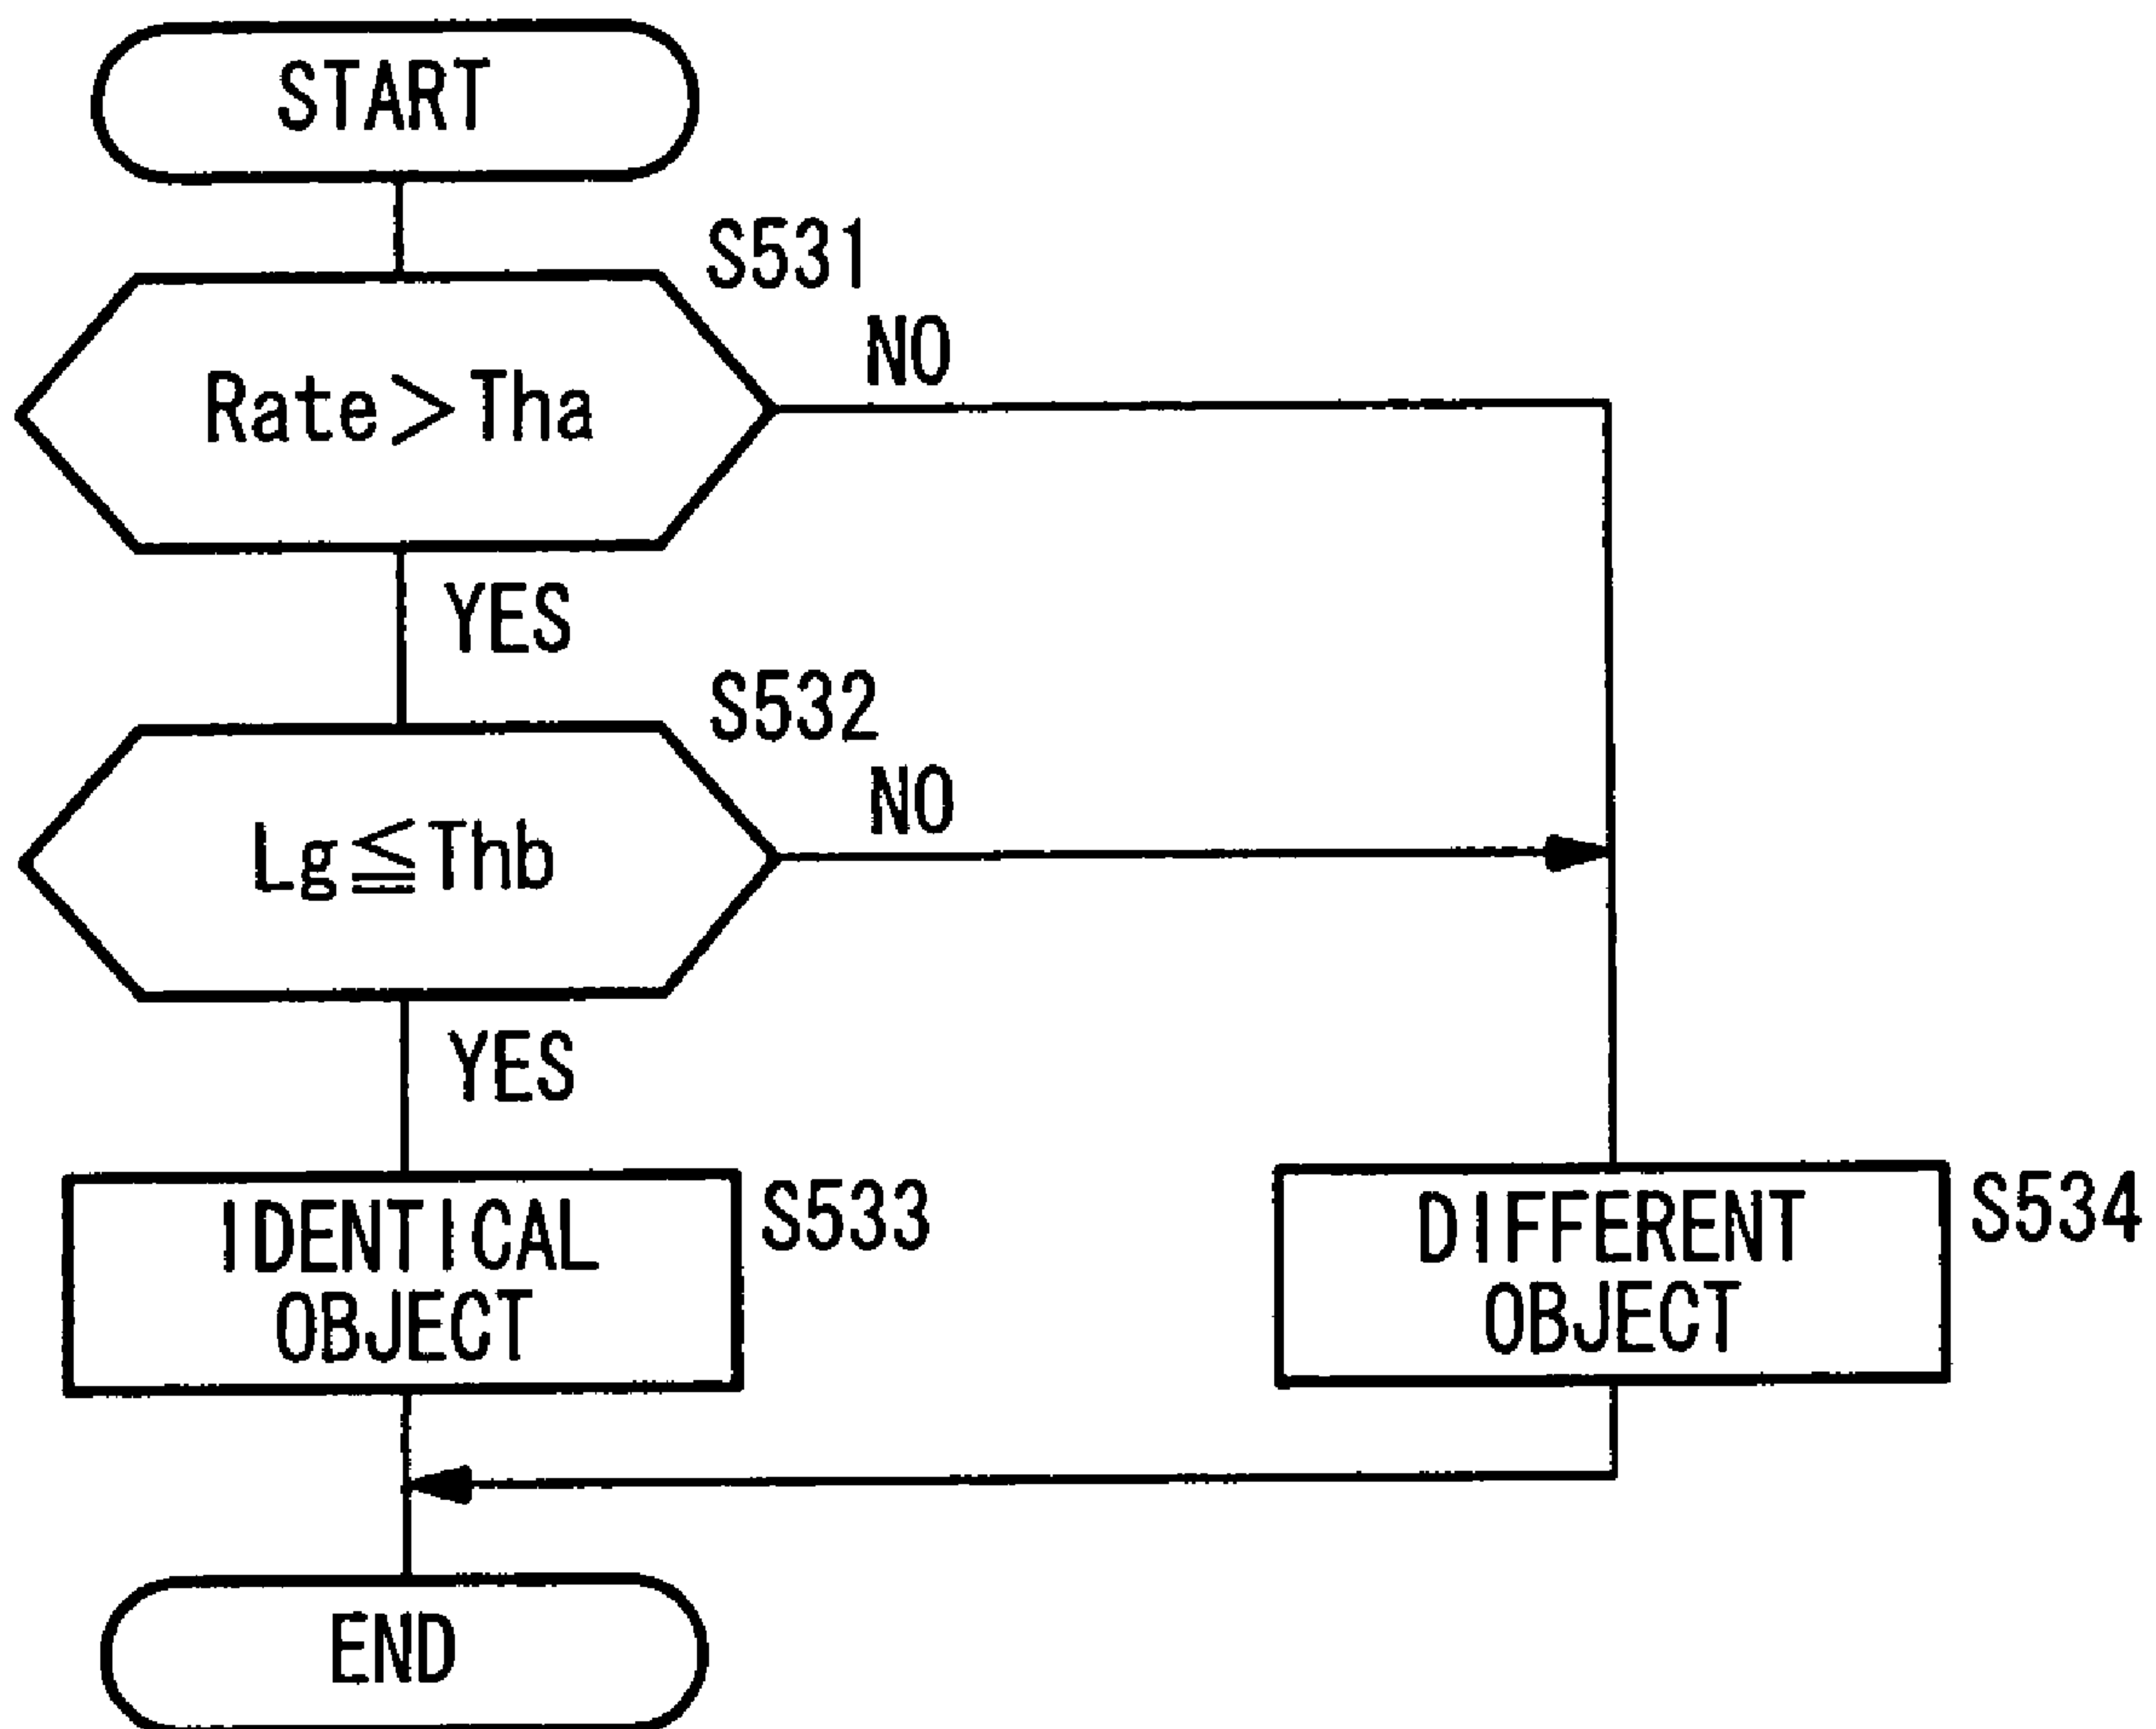 START
S531
Rate＞Tha
NO
YES
S532
Lg≦Thb
NO
YES
IDENTICAL
OBJECT
S533
DIFFERENT
OBJECT
S534
END